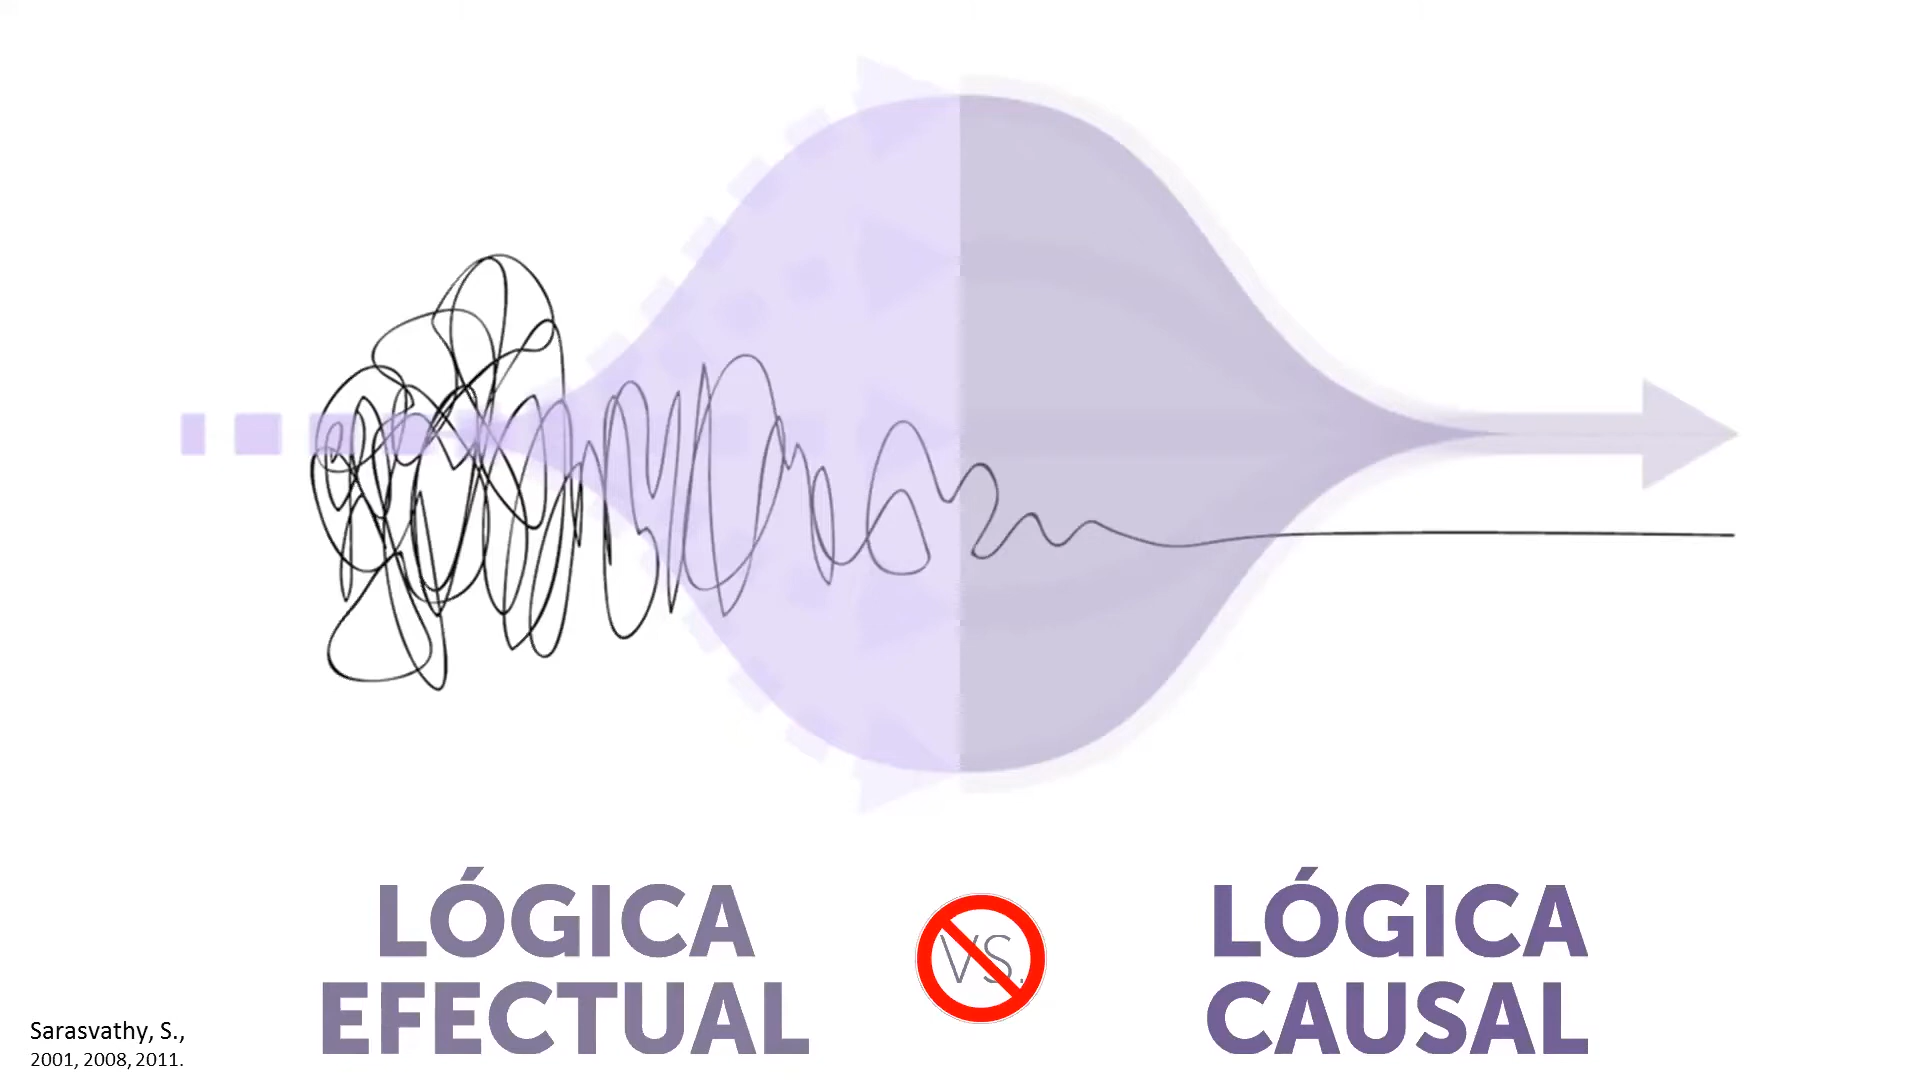 LÓGICA
EFECTUAL
VS.
LÓGICA
CAUSAL
Sarasvathy, S.,
2001, 2008, 2011.